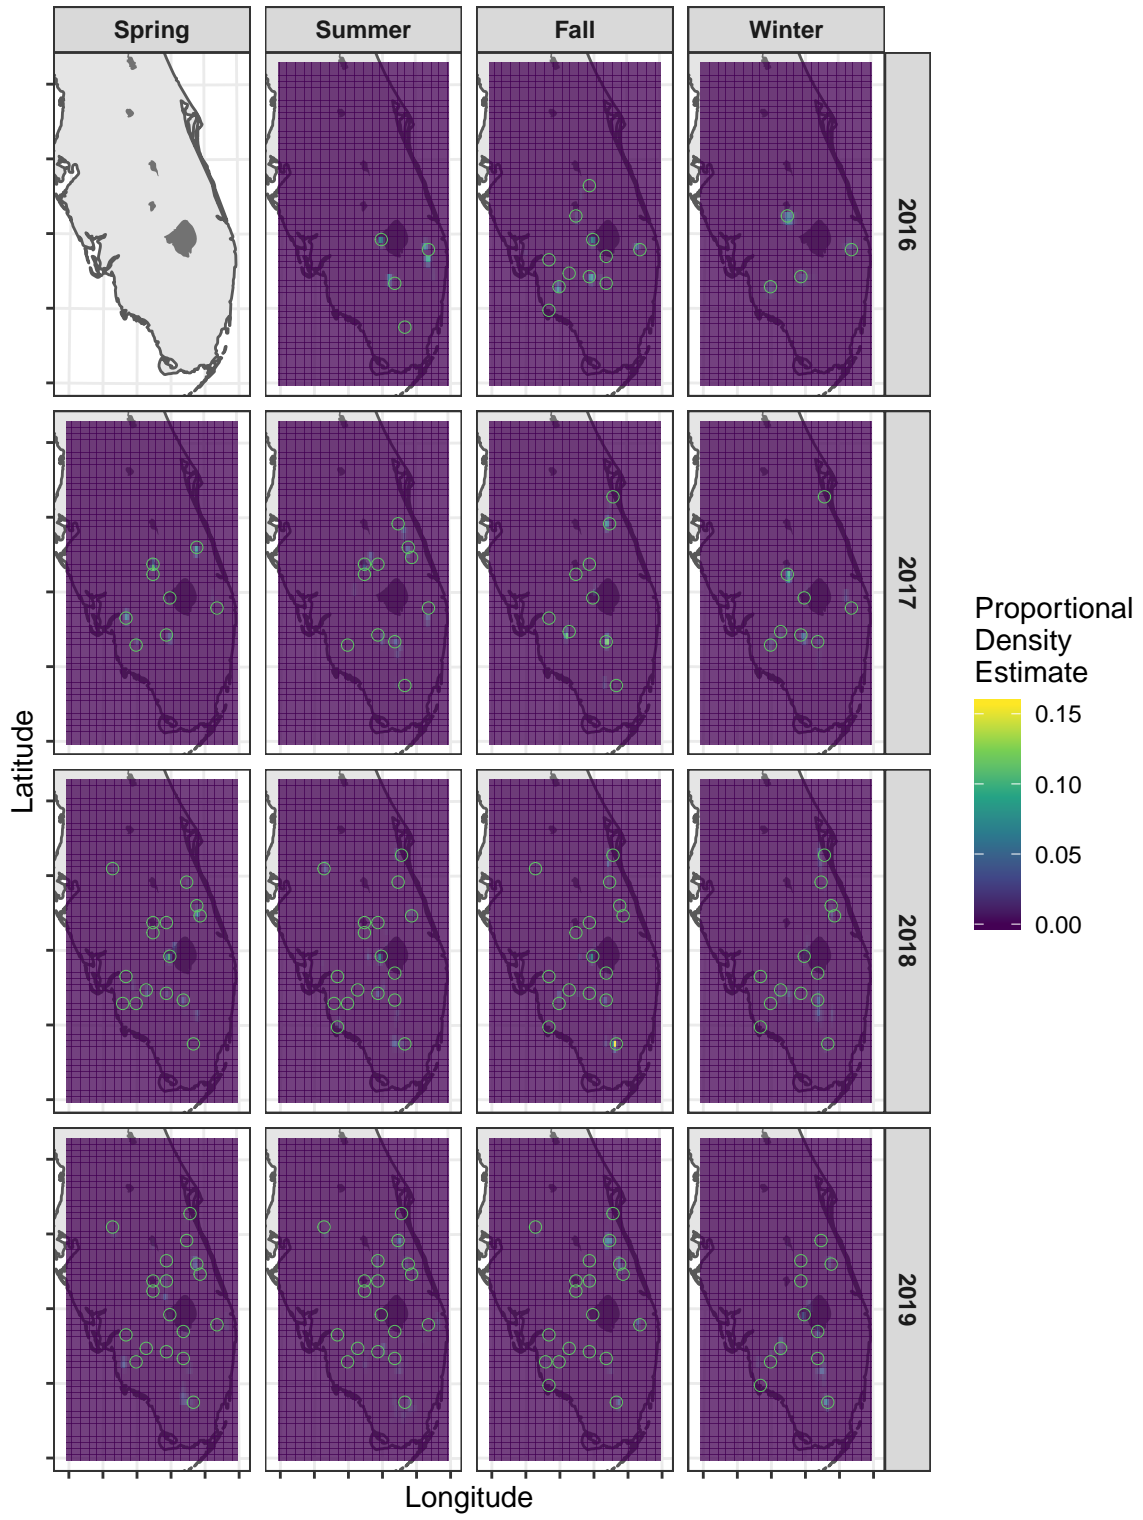 Spring
Summer
Fall
Winter
2016
2017
2018
2019
Latitude
Longitude
Proportional
Density
Estimate
0.15
0.10
0.05
0.00